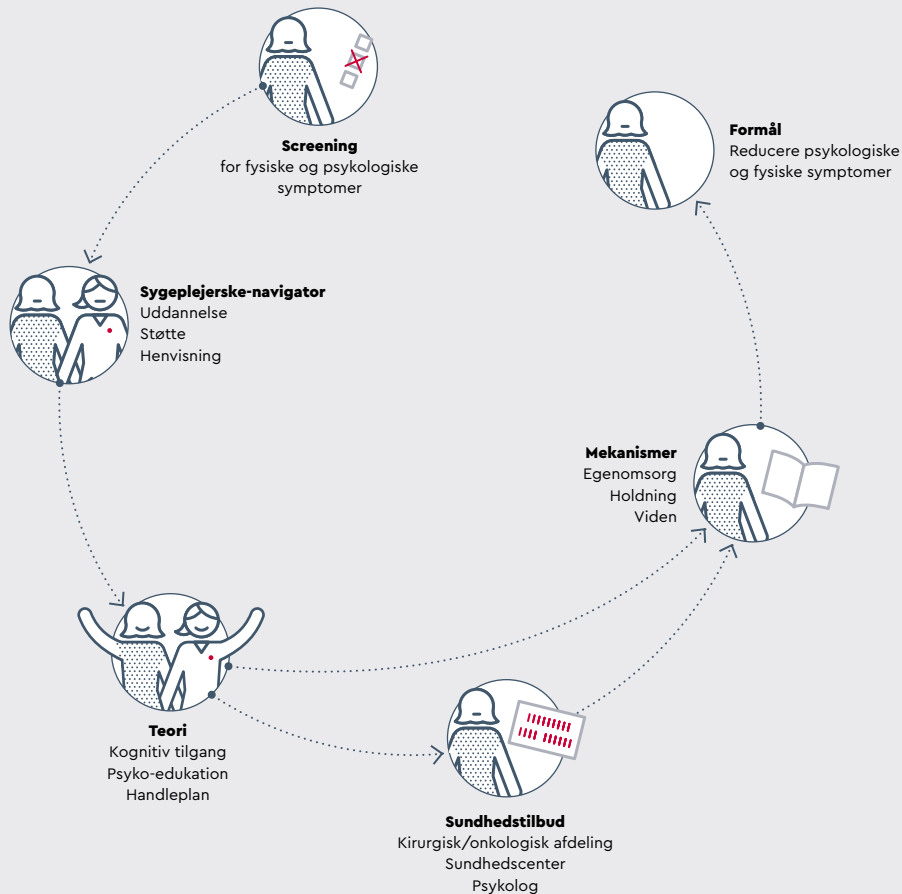 Screening
for fysiske og psykologiske
symptomer
Formål
Reducere psykologiske
og fysiske symptomer
Sygeplejerske-navigator
Uddannelse
Støtte
Henvisning
Mekanismer
Egenomsorg
Holdning
Viden
Teori
Kognitiv tilgang
Psyko-edukation
Handleplan
Sundhedstilbud
Kirurgisk/onkologisk afdeling
Sundhedscenter
Psykolog